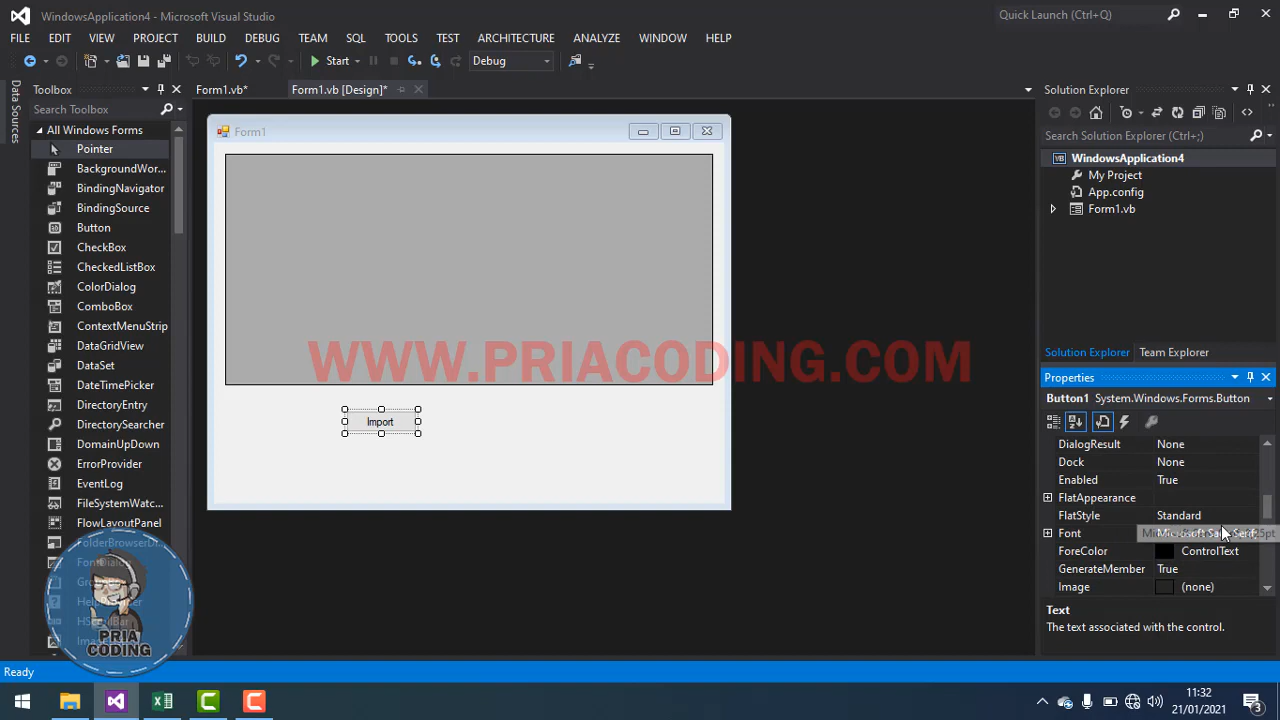 WindowsApplication4 - Microsoft Visual Studio
Quick Launch (Ctrl+Q)
FILE EDIT VIEW PROJECT BUILD DEBUG TEAM SQL TOOLS TEST ARCHITECTURE ANALYZE WINDOW HELP
Start
Debug
Data Sources
Toolbox
Search Toolbox
All Windows Forms
Pointer
BackgroundWor...
BindingNavigator
BindingSource
Button
CheckBox
CheckedListBox
ColorDialog
ComboBox
ContextMenuStrip
DataGridView
DataSet
DateTimePicker
DirectoryEntry
DirectorySearcher
DomainUpDown
ErrorProvider
EventLog
FileSystemWatc...
FlowLayoutPanel
PRIA
CODING
Form1.vb*
Form1.vb [Design]*
Form1
Import
WWW.PRIACODING.COM
Solution Explorer
Search Solution Explorer (Ctrl+;)
WindowsApplication4
My Project
App.config
Form1.vb
Solution Explorer
Team Explorer
Properties
Button1 System.Windows.Forms.Button
DialogResult None
Dock None
Enabled True
FlatAppearance
FlatStyle Standard
Font Microsoft Sans Serif
ForeColor ControlText
GenerateMember True
Image (none)
Text
The text associated with the control.
Ready
11:32
21/01/2021
3